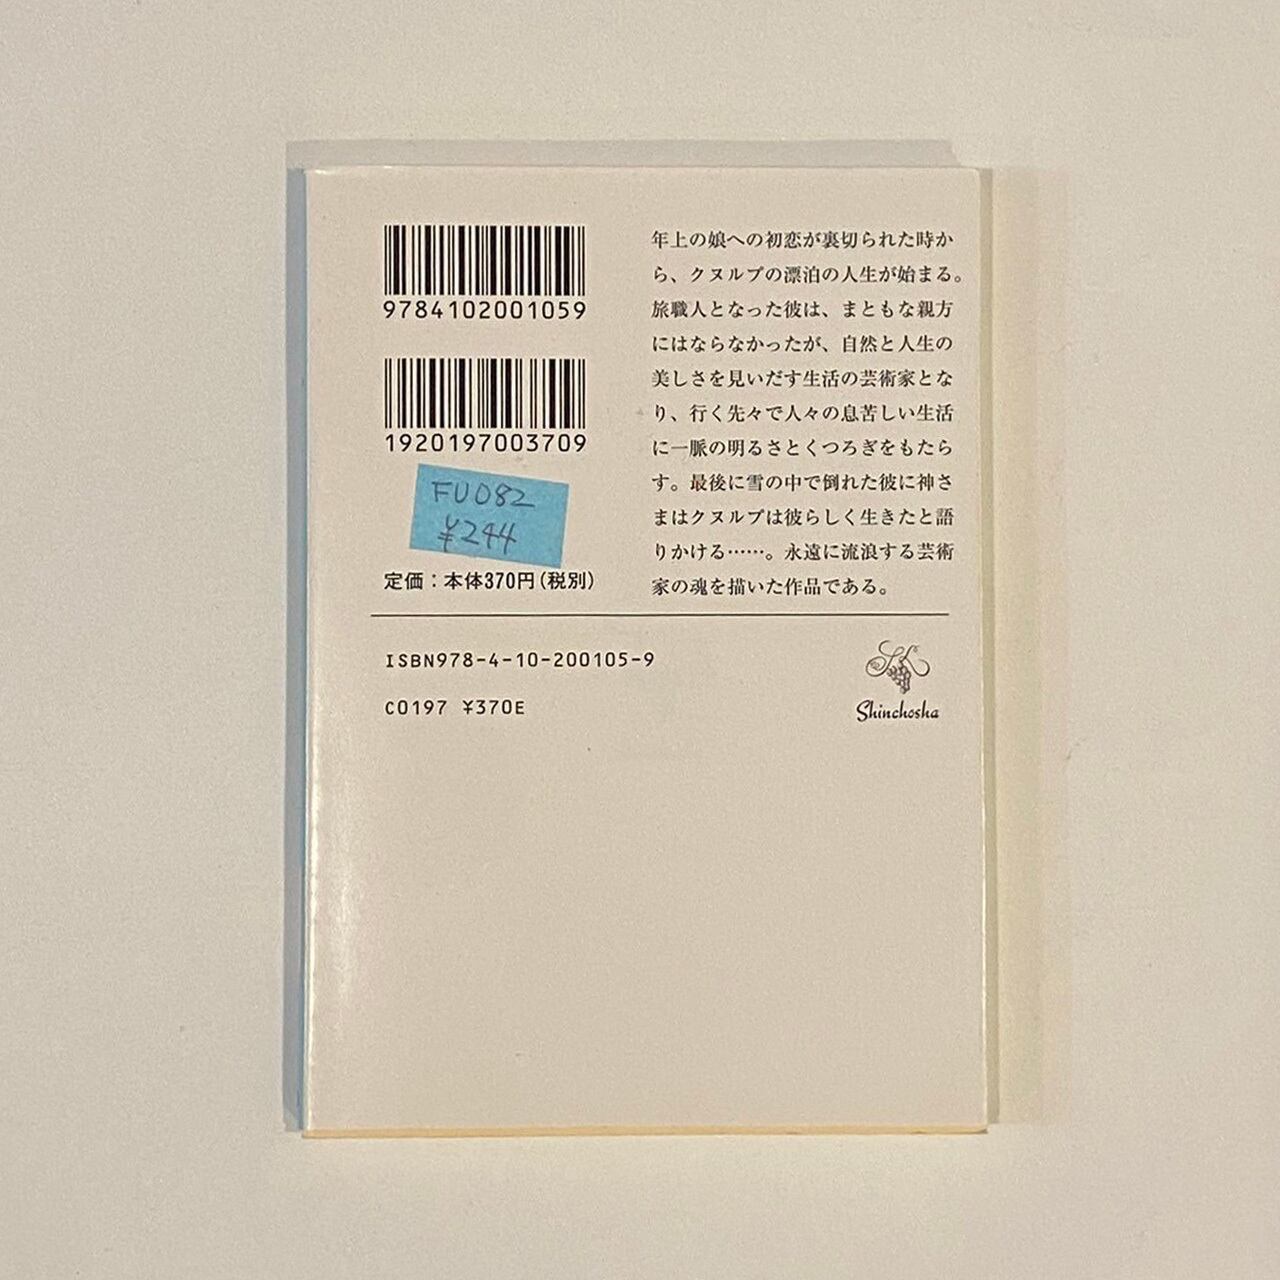 9784102001059
1920197003709
FU082
¥244
定価：本体370円（税別）
年上の娘への初恋が裏切られた時か
ら、クヌルプの漂泊の人生が始まる。
旅職人となった彼は、まともな親方
にはならなかったが、自然と人生の
美しさを見いだす生活の芸術家とな
り、行く先々で人々の息苦しい生活
に一脈の明るさとくつろぎをもたら
す。最後に雪の中で倒れた彼に神さ
まはクヌルプは彼らしく生きたと語
りかける……。永遠に流浪する芸術
家の魂を描いた作品である。
ISBN978-4-10-200105-9
C0197 ¥370E
Shinchosha